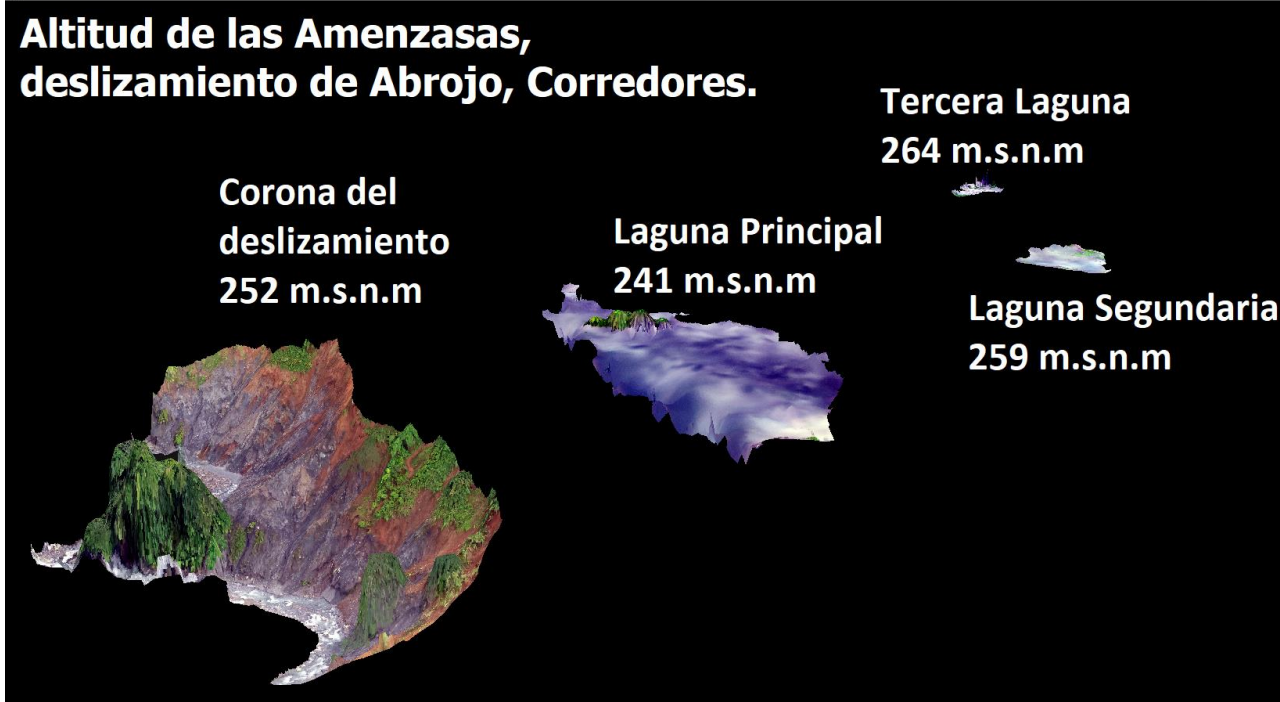 Altitud de las Amenzasas,
deslizamiento de Abrojo, Corredores.
Tercera Laguna
264 m.s.n.m
Corona del
deslizamiento
252 m.s.n.m
Laguna Principal
241 m.s.n.m
Laguna Segundaria
259 m.s.n.m